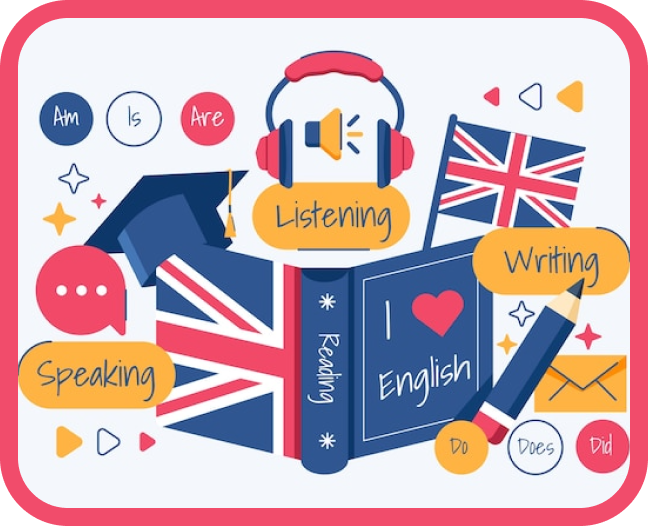 Am
Is
Are
Listening
Writing
Speaking
Reading
I
English
Do
Does
Did